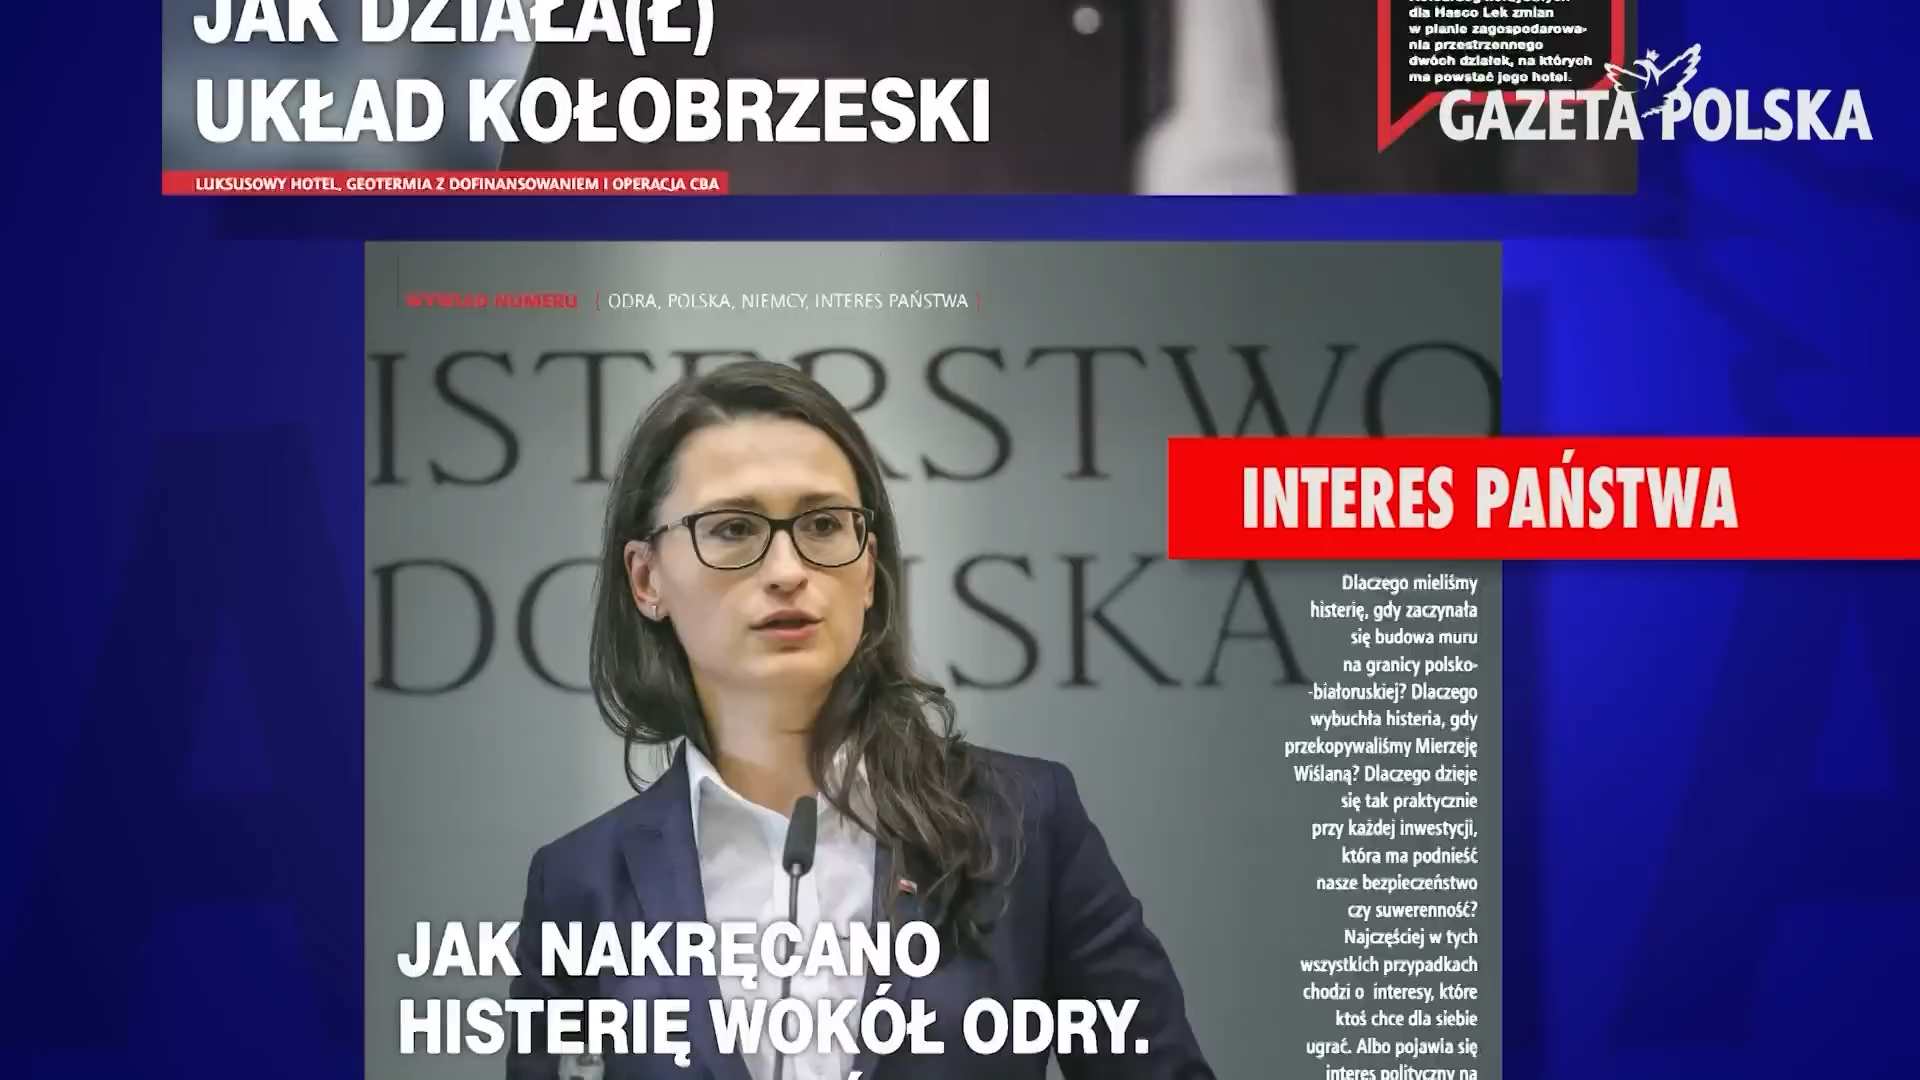 JAK DZIAŁA(Ł)
UKŁAD KOŁOBRZESKI
LUKSUSOWY HOTEL, GEOTERMIA Z DOFINANSOWANIEM I OPERACJA CBA
dla Hasco Lek zmian
w planie zagospodarowa-
nia przestrzennego
dwóch działek, na których
ma powstać jego hotel.
GAZETA POLSKA
WYWIAD NUMERU ( ODRA, POLSKA, NIEMCY, INTERES PAŃSTWA )
ISTERSTWO
DO ISKA
INTERES PAŃSTWA
Dlaczego mieliśmy
histerię, gdy zaczynała
się budowa muru
na granicy polsko-
-białoruskiej? Dlaczego
wybuchła histeria, gdy
przekopywaliśmy Mierzeję
Wiślaną? Dlaczego dzieje
się tak praktycznie
przy każdej inwestycji,
która ma podnieść
nasze bezpieczeństwo
czy suwerenność?
Najczęściej w tych
wszystkich przypadkach
chodzi o interesy, które
ktoś chce dla siebie
ugrać. Albo pojawia się
interes polityczny na
JAK NAKRĘCANO
HISTERIĘ WOKÓŁ ODRY.